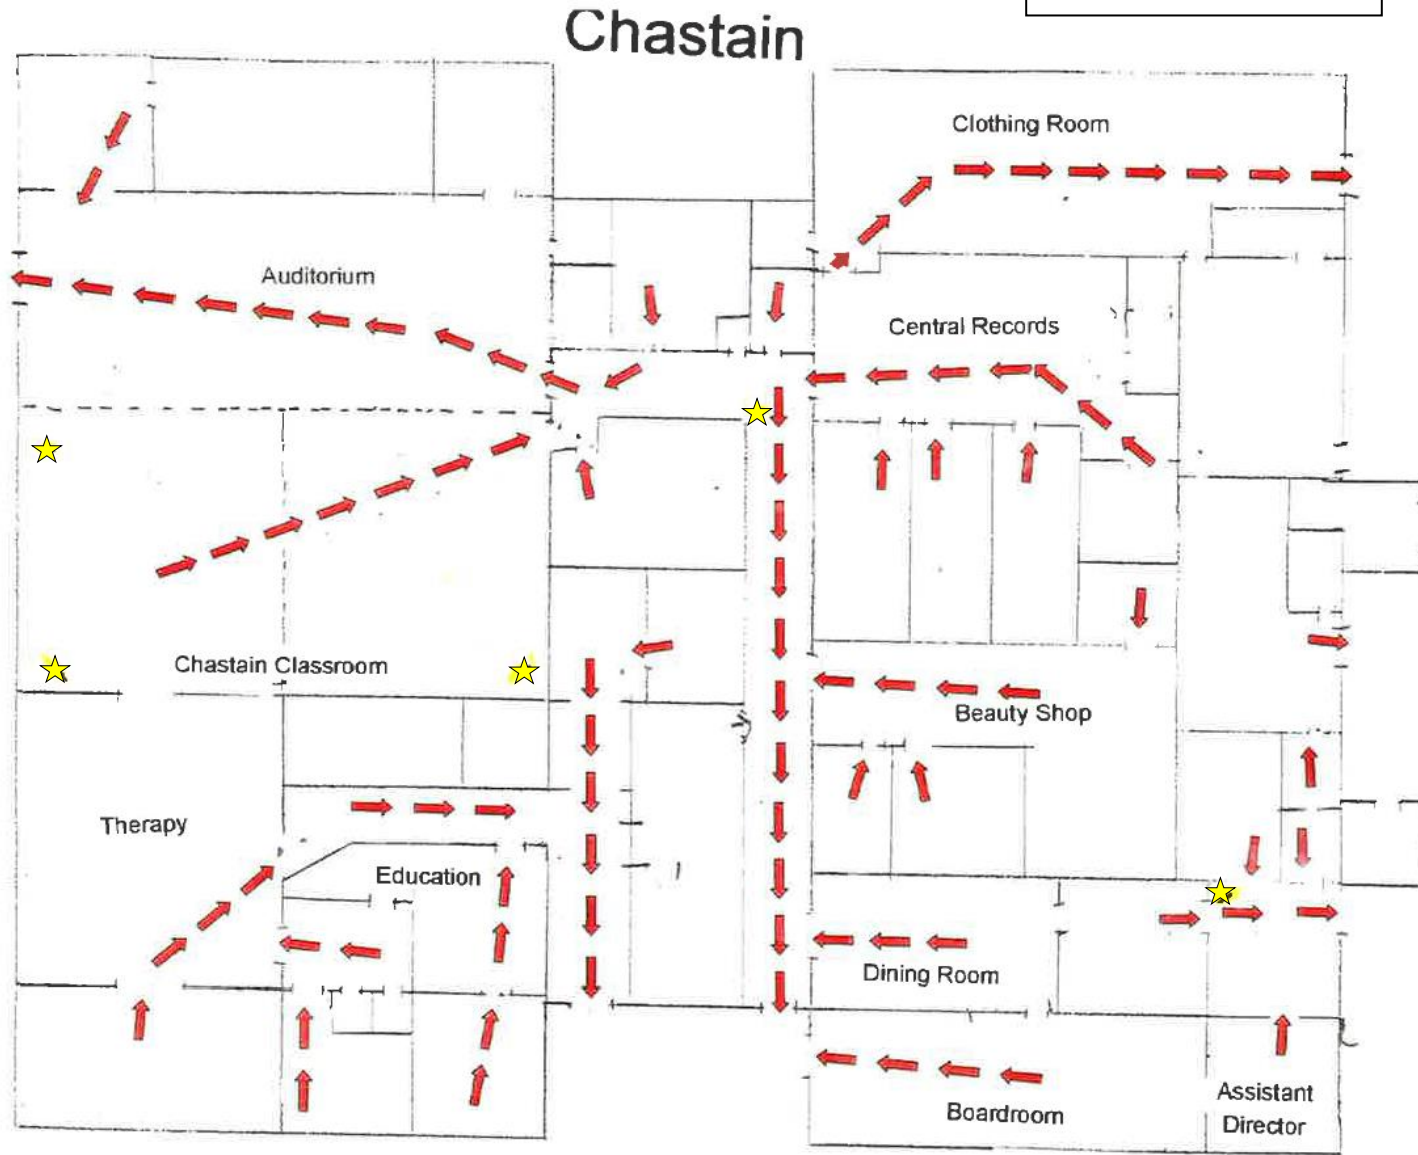 Chastain
Clothing Room
Auditorium
Central Records
Chastain Classroom
Beauty Shop
Therapy
Education
Dining Room
Assistant
Director
Boardroom